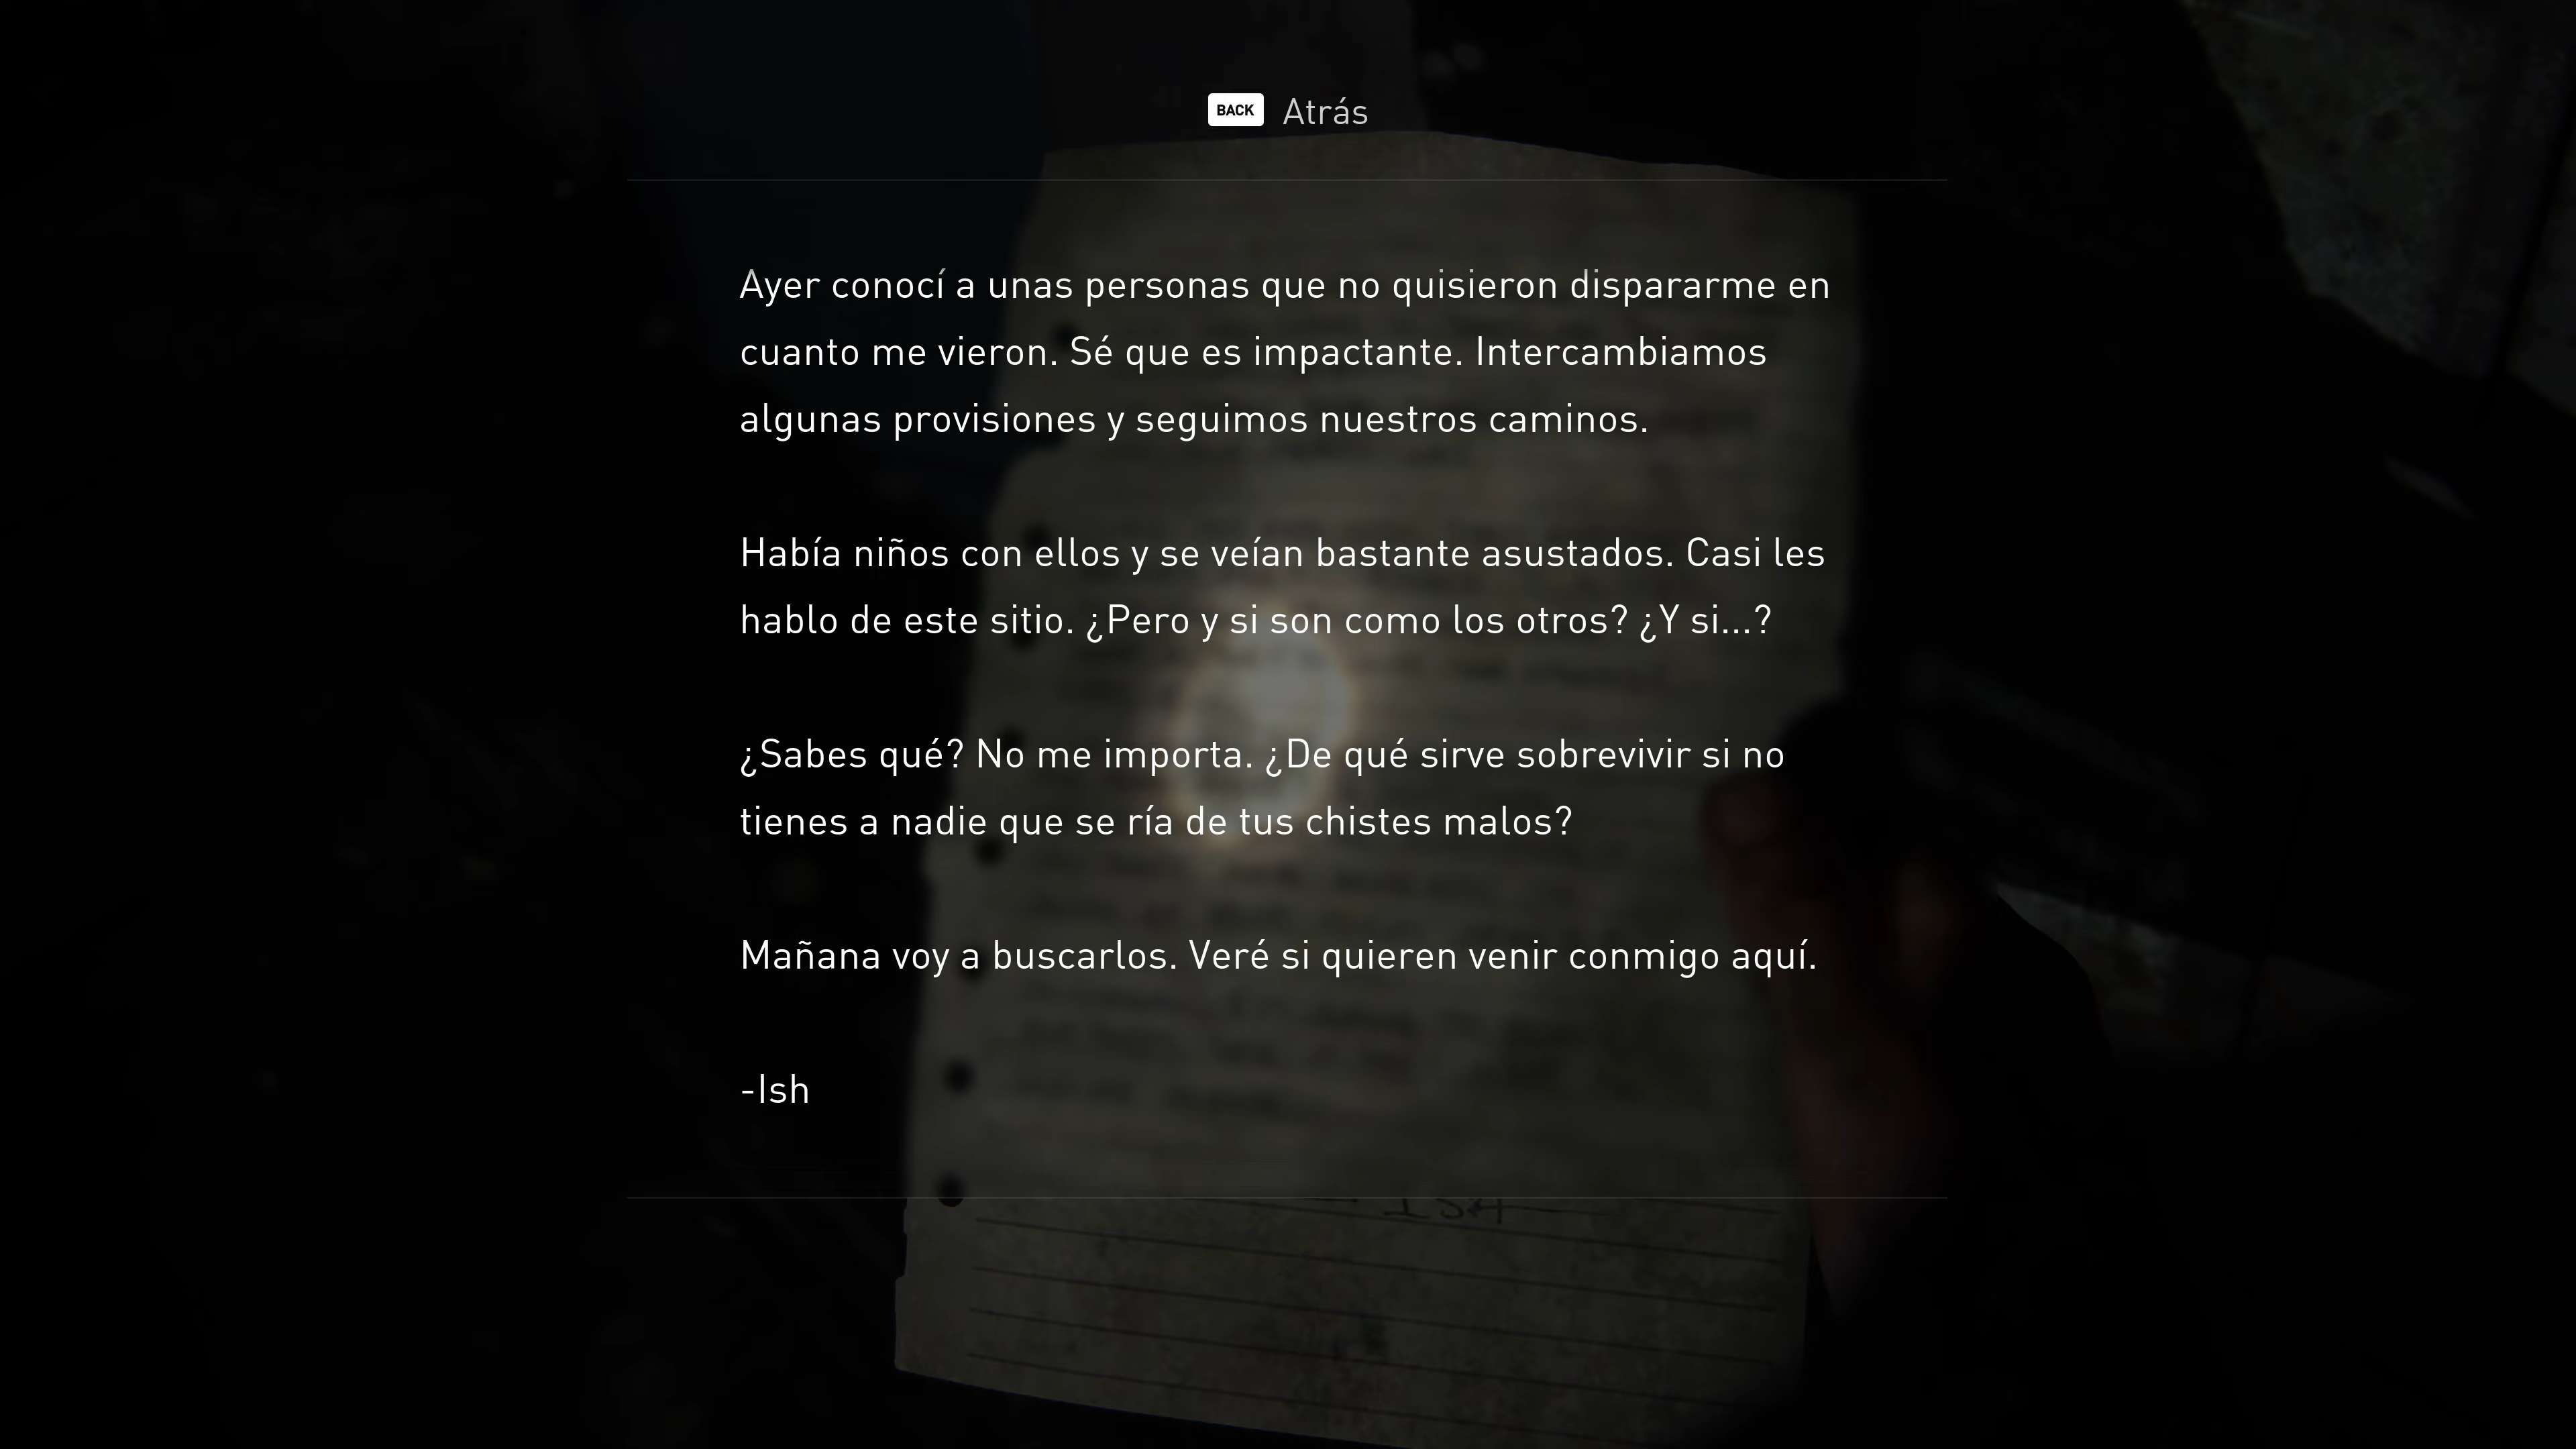 BACK Atrás
Ayer conocí a unas personas que no quisieron dispararme en
cuanto me vieron. Sé que es impactante. Intercambiamos
algunas provisiones y seguimos nuestros caminos.
Había niños con ellos y se veían bastante asustados. Casi les
hablo de este sitio. ¿Pero y si son como los otros? ¿Y si...?
¿Sabes qué? No me importa. ¿De qué sirve sobrevivir si no
tienes a nadie que se ría de tus chistes malos?
Mañana voy a buscarlos. Veré si quieren venir conmigo aquí.
-Ish